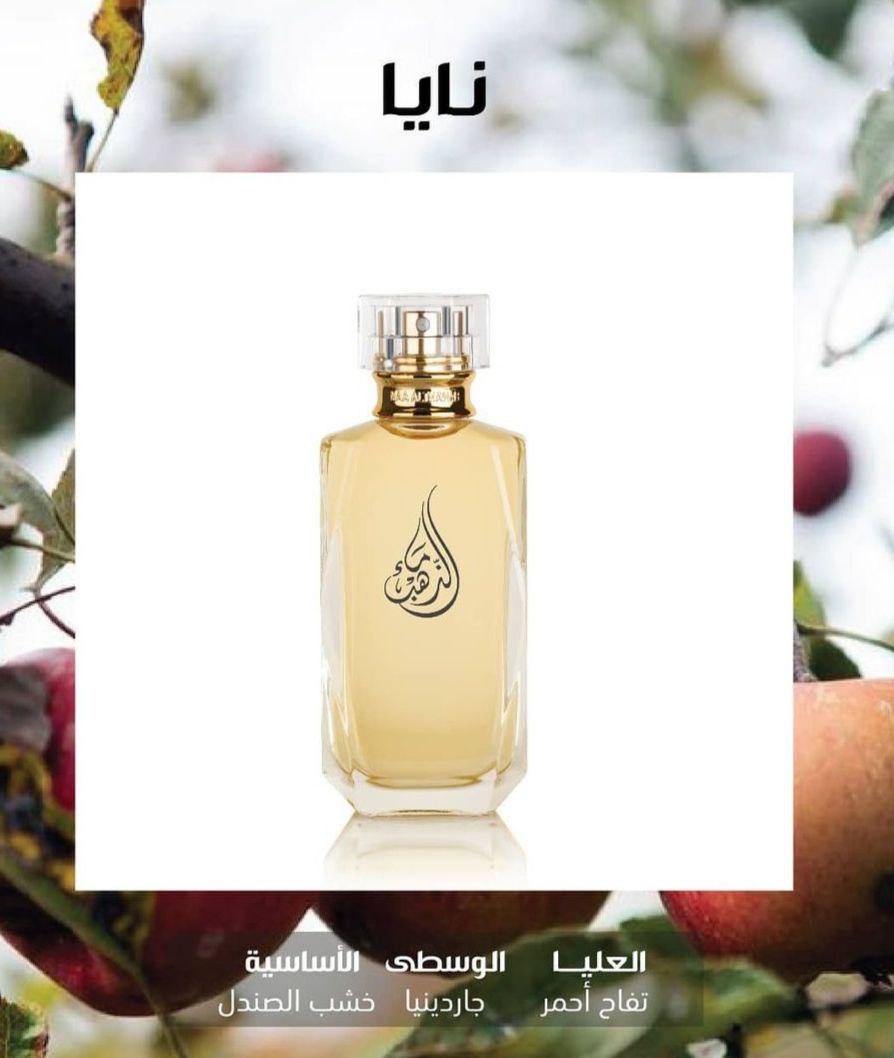 نايا
ماء الذهب
العليا الوسطى الأساسية
تفاح أحمر جاردينيا خشب الصندل